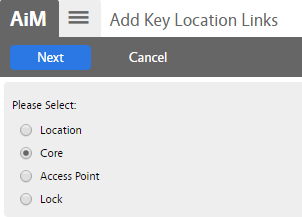 AiM Add Key Location Links
Next Cancel
Please Select:
Location
Core
Access Point
Lock